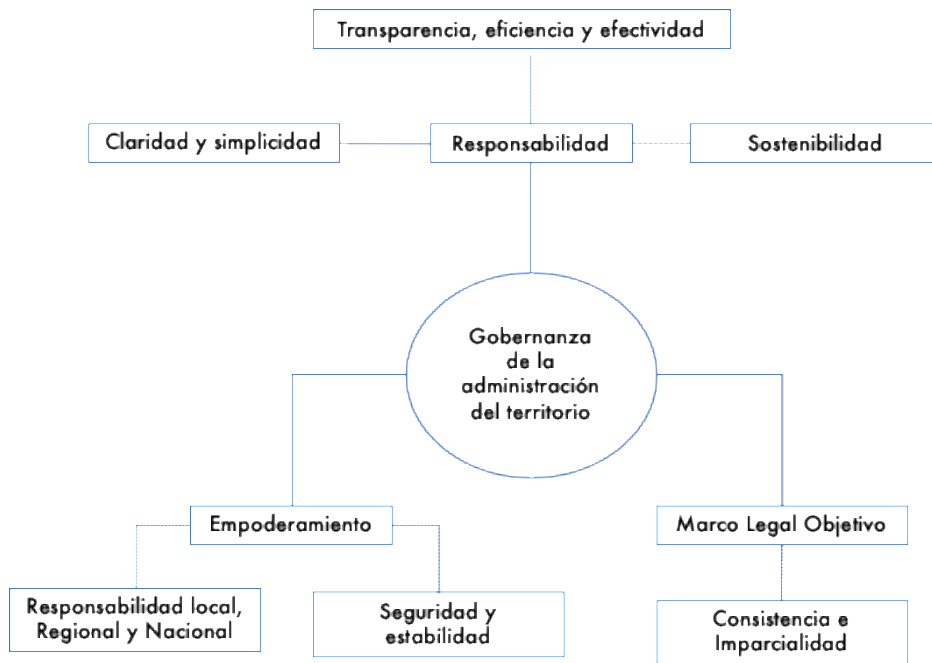 Transparencia, eficiencia y efectividad
Claridad y simplicidad
Responsabilidad
Sostenibilidad
Gobernanza
de la
administración
del territorio
Empoderamiento
Marco Legal Objetivo
Responsabilidad local,
Regional y Nacional
Seguridad y
estabilidad
Consistencia e
Imparcialidad